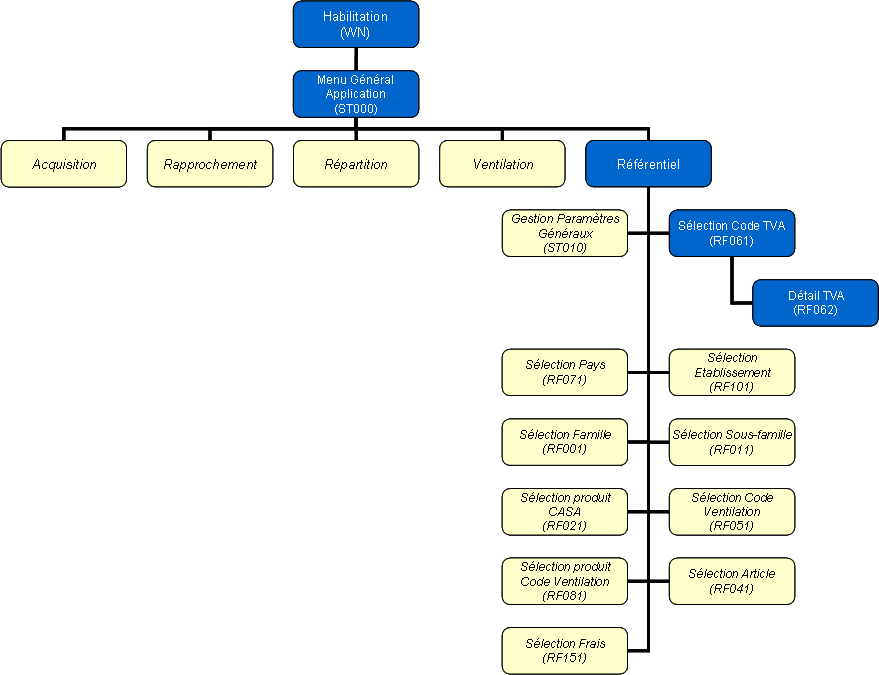 Habilitation
(WN)
Menu Général
Application
(ST000)
Acquisition
Rapprochement
Répartition
Ventilation
Référentiel
Gestion Paramètres
Généraux
(ST010)
Sélection Code TVA
(RF061)
Détail TVA
(RF062)
Sélection Pays
(RF071)
Sélection
Etablissement
(RF101)
Sélection Famille
(RF001)
Sélection Sous-famille
(RF011)
Sélection produit
CASA
(RF021)
Sélection Code
Ventilation
(RF051)
Sélection produit
Code Ventilation
(RF081)
Sélection Article
(RF041)
Sélection Frais
(RF151)